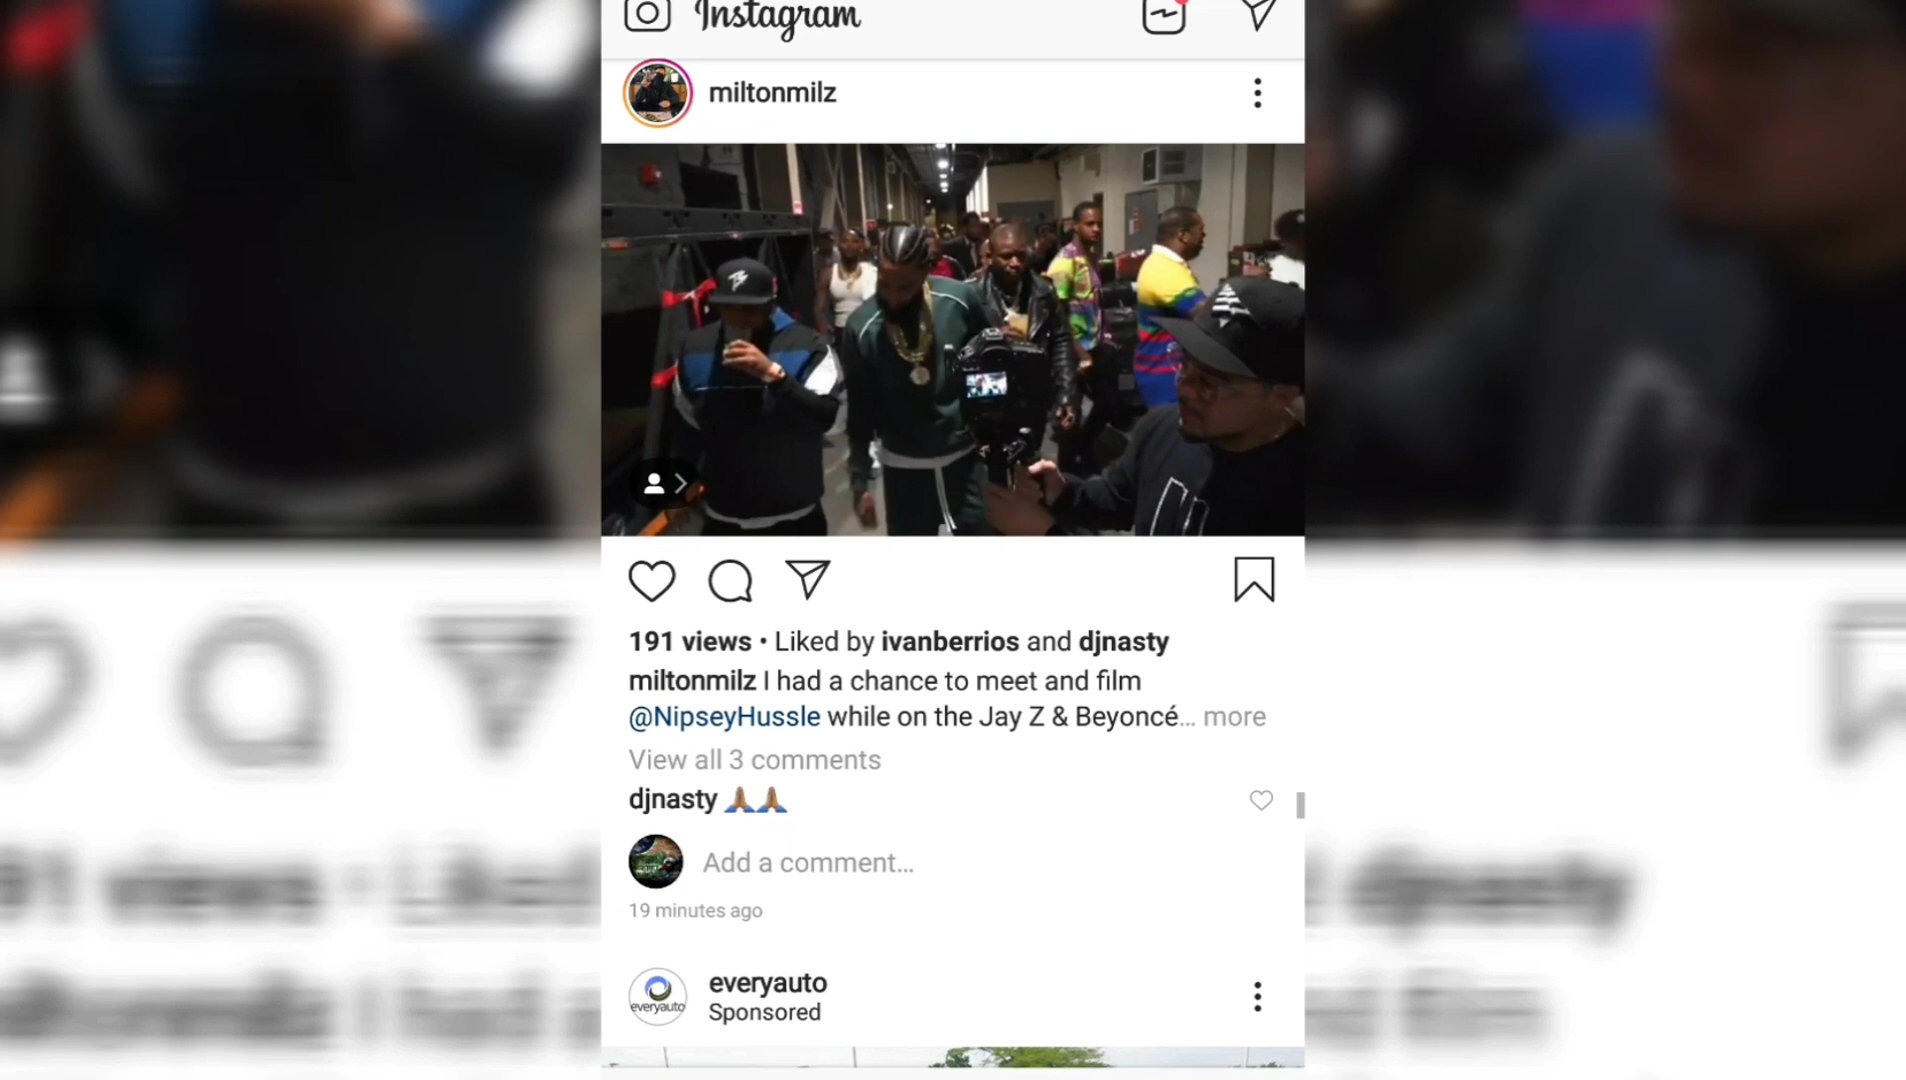 Instagram
miltonmilz
191 views • Liked by ivanberrios and djnasty
miltonmilz I had a chance to meet and film
@NipseyHussle while on the Jay Z & Beyoncé... more
View all 3 comments
djnasty 🙏🏽🙏🏽
Add a comment...
19 minutes ago
everyauto
everyauto
Sponsored